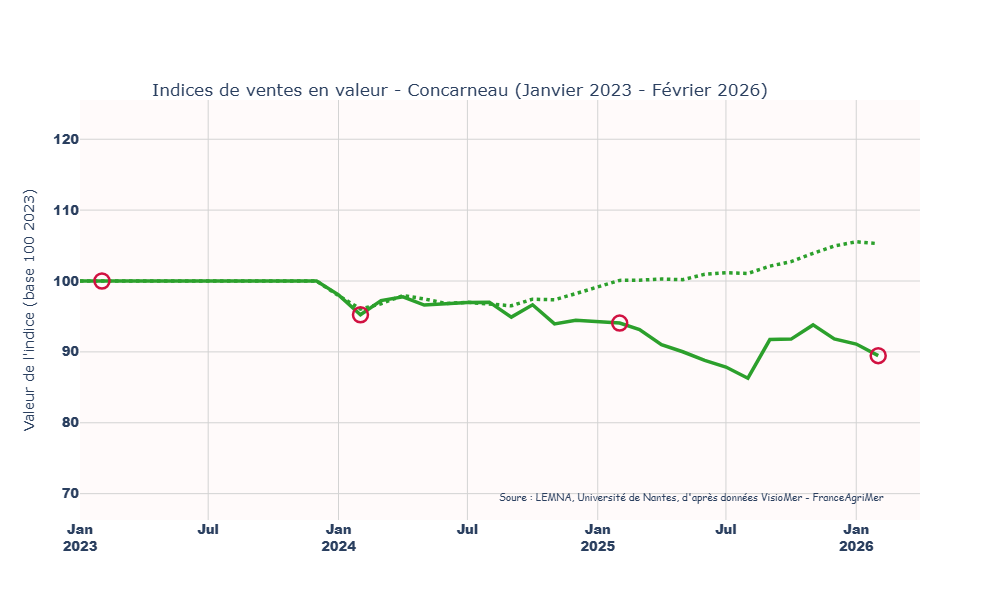 Indices de ventes en valeur - Concarneau (Janvier 2023 - Février 2026)
Valeur de l'indice (base 100 2023)
120
110
100
90
80
70
Soure : LEMNA, Université de Nantes, d'après données VisioMer - FranceAgriMer
Jan Jul Jan Jul Jan Jul Jan
2023 2024 2025 2026